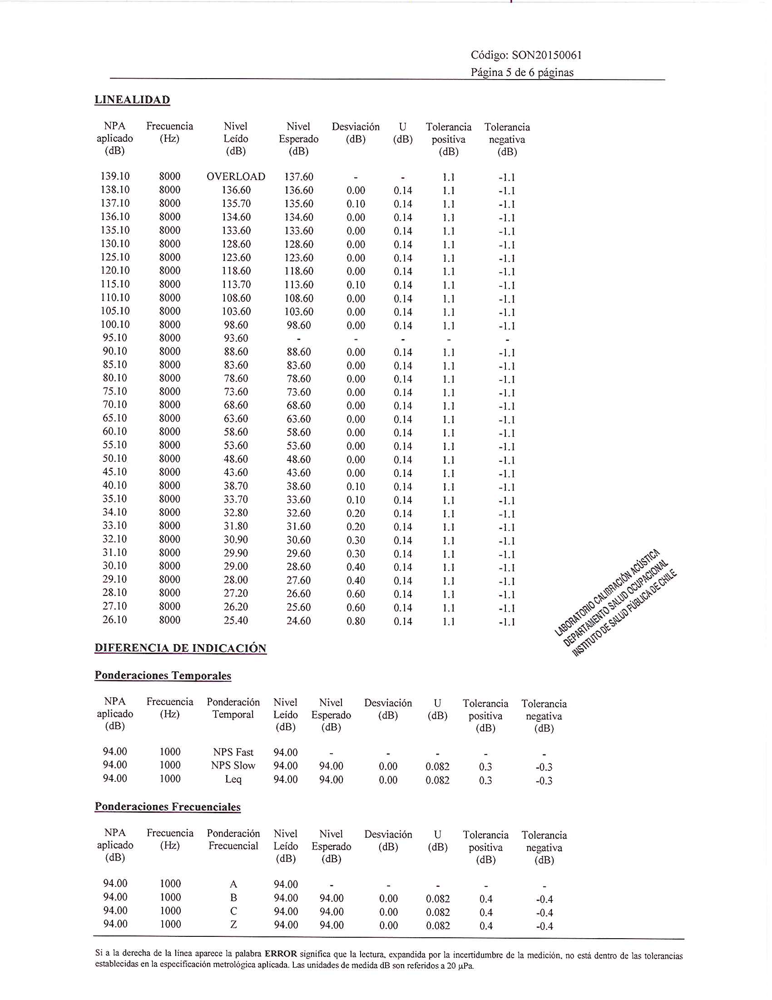 Código: SON20150061
Página 5 de 6 páginas
LINEALIDAD
NPA Frecuencia Nivel Nivel Desviación U Tolerancia Tolerancia
aplicado (Hz) Leído Esperado (dB) (dB) positiva negativa
(dB) (dB) (dB) (dB) (dB)
139.10 8000 OVERLOAD 137.60 - - 1.1 -1.1
138.10 8000 136.60 136.60 0.00 0.14 1.1 -1.1
137.10 8000 135.70 135.60 0.10 0.14 1.1 -1.1
136.10 8000 134.60 134.60 0.00 0.14 1.1 -1.1
135.10 8000 133.60 133.60 0.00 0.14 1.1 -1.1
130.10 8000 128.60 128.60 0.00 0.14 1.1 -1.1
125.10 8000 123.60 123.60 0.00 0.14 1.1 -1.1
120.10 8000 118.60 118.60 0.00 0.14 1.1 -1.1
115.10 8000 113.70 113.60 0.10 0.14 1.1 -1.1
110.10 8000 108.60 108.60 0.00 0.14 1.1 -1.1
105.10 8000 103.60 103.60 0.00 0.14 1.1 -1.1
100.10 8000 98.60 98.60 0.00 0.14 1.1 -1.1
95.10 8000 93.60 - - - - -
90.10 8000 88.60 88.60 0.00 0.14 1.1 -1.1
85.10 8000 83.60 83.60 0.00 0.14 1.1 -1.1
80.10 8000 78.60 78.60 0.00 0.14 1.1 -1.1
75.10 8000 73.60 73.60 0.00 0.14 1.1 -1.1
70.10 8000 68.60 68.60 0.00 0.14 1.1 -1.1
65.10 8000 63.60 63.60 0.00 0.14 1.1 -1.1
60.10 8000 58.60 58.60 0.00 0.14 1.1 -1.1
55.10 8000 53.60 53.60 0.00 0.14 1.1 -1.1
50.10 8000 48.60 48.60 0.00 0.14 1.1 -1.1
45.10 8000 43.60 43.60 0.00 0.14 1.1 -1.1
40.10 8000 38.70 38.60 0.10 0.14 1.1 -1.1
35.10 8000 33.70 33.60 0.10 0.14 1.1 -1.1
34.10 8000 32.80 32.60 0.20 0.14 1.1 -1.1
33.10 8000 31.80 31.60 0.20 0.14 1.1 -1.1
32.10 8000 30.90 30.60 0.30 0.14 1.1 -1.1
31.10 8000 29.90 29.60 0.30 0.14 1.1 -1.1
30.10 8000 29.00 28.60 0.40 0.14 1.1 -1.1
29.10 8000 28.00 27.60 0.40 0.14 1.1 -1.1
28.10 8000 27.20 26.60 0.60 0.14 1.1 -1.1
27.10 8000 26.20 25.60 0.60 0.14 1.1 -1.1
26.10 8000 25.40 24.60 0.80 0.14 1.1 -1.1
LABORATORIO CALIBRACIÓN ACÚSTICA
DEPARTAMENTO SALUD OCUPACIONAL
INSTITUTO DE SALUD PÚBLICA DE CHILE
DIFERENCIA DE INDICACIÓN
Ponderaciones Temporales
NPA Frecuencia Ponderación Nivel Nivel Desviación U Tolerancia Tolerancia
aplicado (Hz) Temporal Leído Esperado (dB) (dB) positiva negativa
(dB) (dB) (dB) (dB) (dB)
94.00 1000 NPS Fast 94.00 - - - - -
94.00 1000 NPS Slow 94.00 94.00 0.00 0.082 0.3 -0.3
94.00 1000 Leq 94.00 94.00 0.00 0.082 0.3 -0.3
Ponderaciones Frecuenciales
NPA Frecuencia Ponderación Nivel Nivel Desviación U Tolerancia Tolerancia
aplicado (Hz) Frecuencial Leído Esperado (dB) (dB) positiva negativa
(dB) (dB) (dB) (dB) (dB)
94.00 1000 A 94.00 - - - - -
94.00 1000 B 94.00 94.00 0.00 0.082 0.4 -0.4
94.00 1000 C 94.00 94.00 0.00 0.082 0.4 -0.4
94.00 1000 Z 94.00 94.00 0.00 0.082 0.4 -0.4
Si a la derecha de la línea aparece la palabra ERROR significa que la lectura, expandida por la incertidumbre de la medición, no está dentro de las tolerancias
establecidas en la especificación metrológica aplicada. Las unidades de medida dB son referidos a 20 µPa.